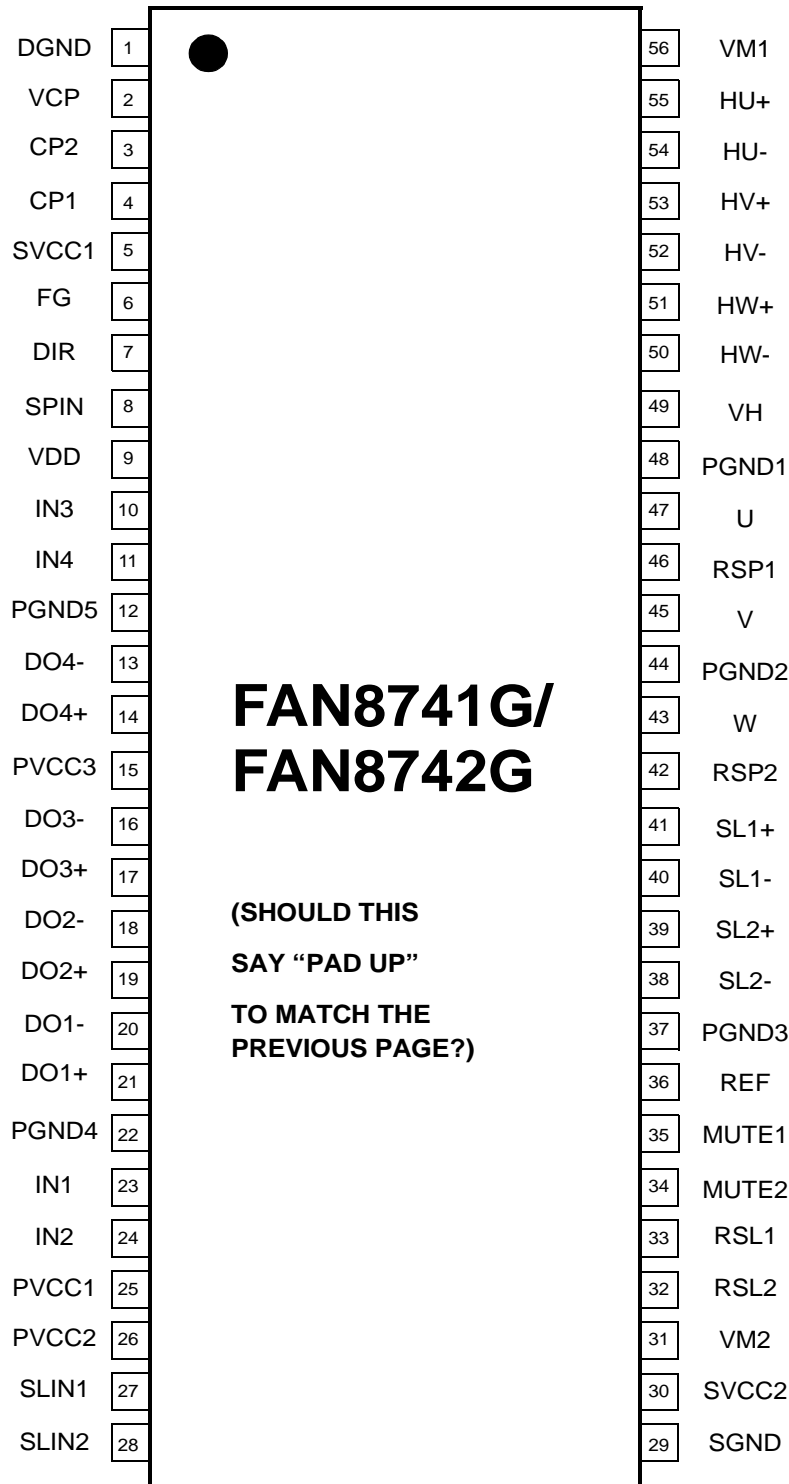 DGND 1 56 VM1
VCP 2 55 HU+
CP2 3 54 HU-
CP1 4 53 HV+
SVCC1 5 52 HV-
FG 6 51 HW+
DIR 7 50 HW-
SPIN 8 49 VH
VDD 9 48 PGND1
IN3 10 47 U
IN4 11 46 RSP1
PGND5 12 45 V
DO4- 13 44 PGND2
DO4+ 14 43 W
PVCC3 15 42 RSP2
DO3- 16 41 SL1+
DO3+ 17 40 SL1-
DO2- 18 39 SL2+
DO2+ 19 38 SL2-
DO1- 20 37 PGND3
DO1+ 21 36 REF
PGND4 22 35 MUTE1
IN1 23 34 MUTE2
IN2 24 33 RSL1
PVCC1 25 32 RSL2
PVCC2 26 31 VM2
SLIN1 27 30 SVCC2
SLIN2 28 29 SGND
FAN8741G/
FAN8742G
(SHOULD THIS
SAY “PAD UP”
TO MATCH THE
PREVIOUS PAGE?)